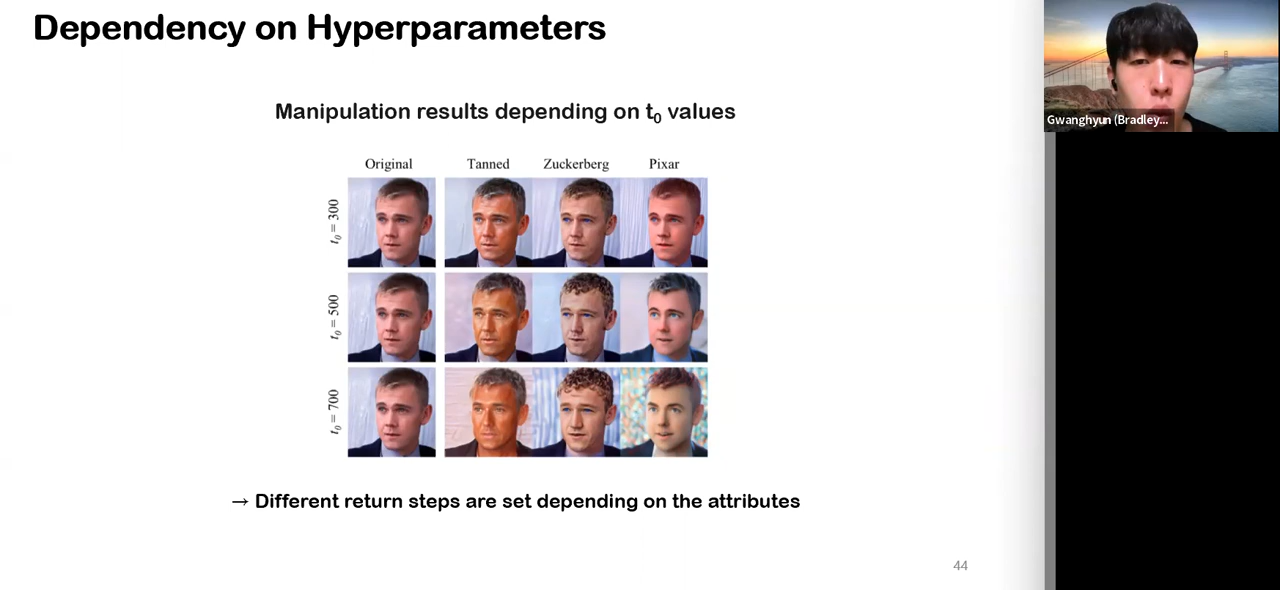 Dependency on Hyperparameters
Manipulation results depending on t₀ values
Original Tanned Zuckerberg Pixar
t₀ = 300
t₀ = 500
t₀ = 700
→ Different return steps are set depending on the attributes
44
Gwanghyun (Bradley...